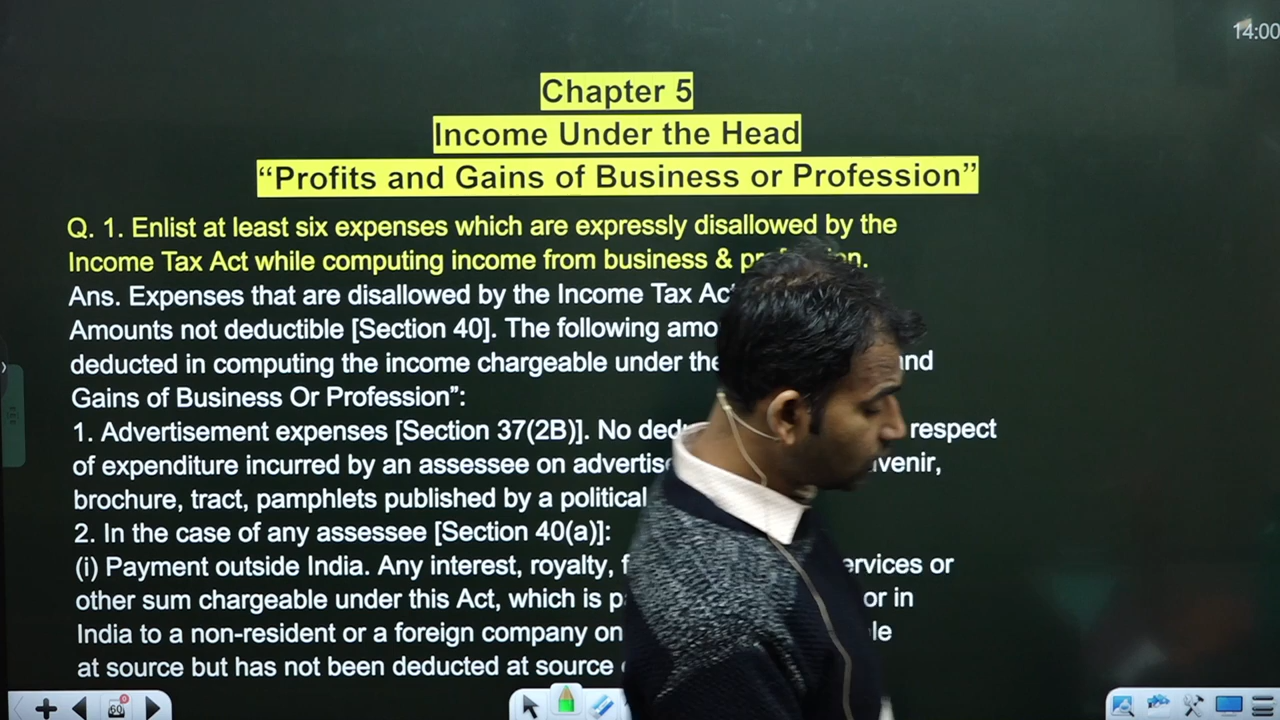 14:00
Chapter 5
Income Under the Head
“Profits and Gains of Business or Profession”
Q. 1. Enlist at least six expenses which are expressly disallowed by the
Income Tax Act while computing income from business &
Ans. Expenses that are disallowed by the Income Tax
Amounts not deductible [Section 40]. The following
deducted in computing the income chargeable under the and
Gains of Business Or Profession”:
1. Advertisement expenses [Section 37(2B)]. No respect
of expenditure incurred by an assessee on
brochure, tract, pamphlets published by a political
2. In the case of any assessee [Section 40(a)]:
(i) Payment outside India. Any interest, royalty, or
other sum chargeable under this Act, which is or in
India to a non-resident or a foreign company on
at source but has not been deducted at source
60